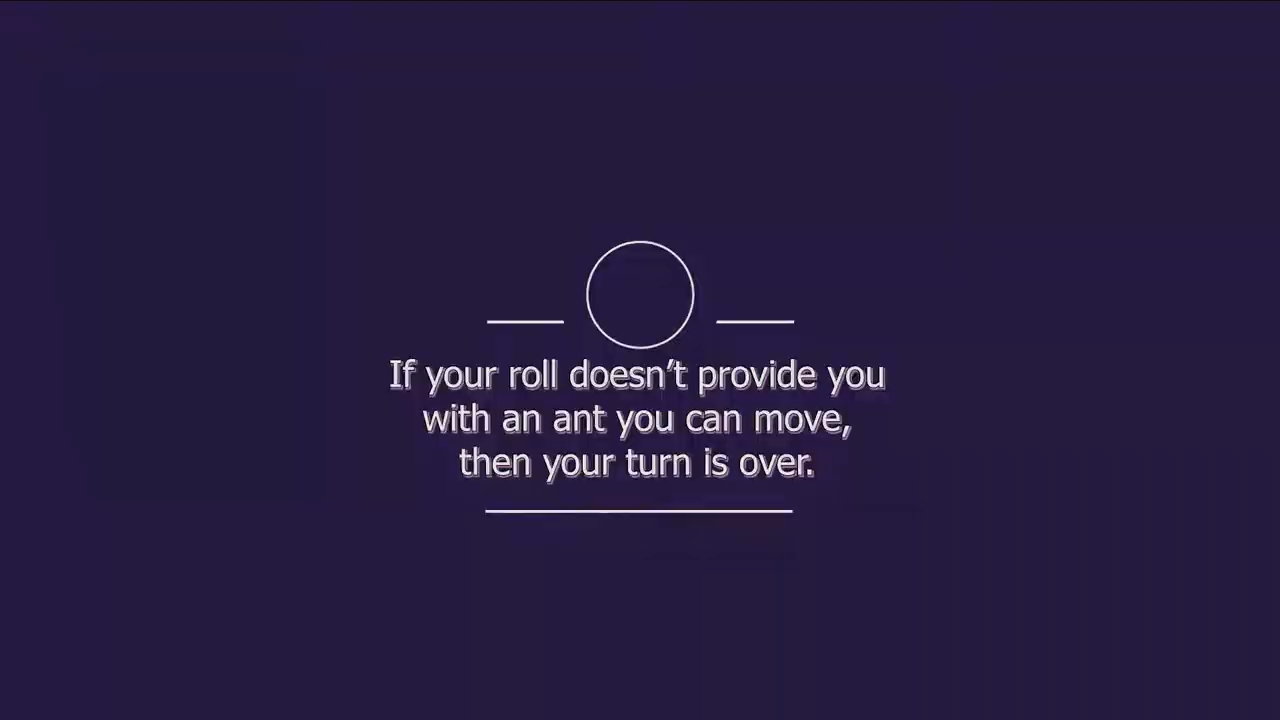 If your roll doesn’t provide you
with an ant you can move,
then your turn is over.